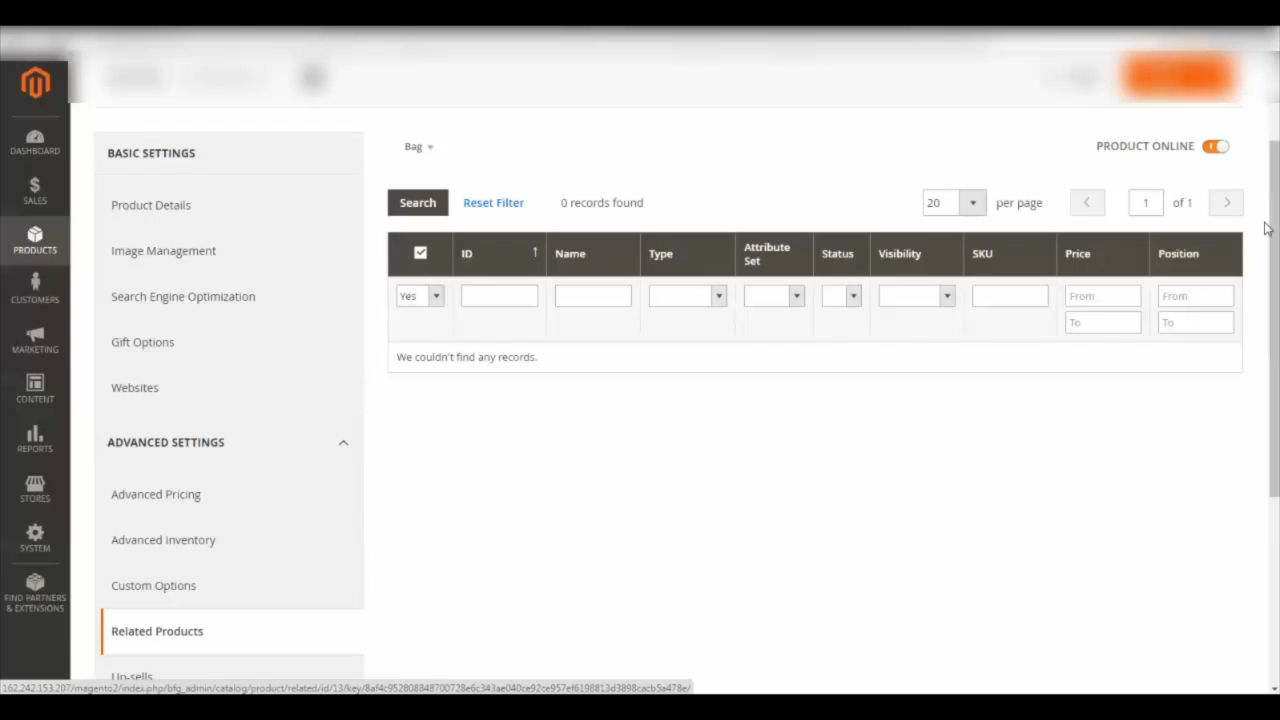 DASHBOARD
SALES
PRODUCTS
CUSTOMERS
MARKETING
CONTENT
REPORTS
STORES
SYSTEM
FIND PARTNERS
& EXTENSIONS
BASIC SETTINGS
Product Details
Image Management
Search Engine Optimization
Gift Options
Websites
ADVANCED SETTINGS
Advanced Pricing
Advanced Inventory
Custom Options
Related Products
Up-sells
Bag
PRODUCT ONLINE
Search Reset Filter 0 records found 20 per page 1 of 1
ID Name Type Attribute Set Status Visibility SKU Price Position
Yes From From
To To
We couldn't find any records.